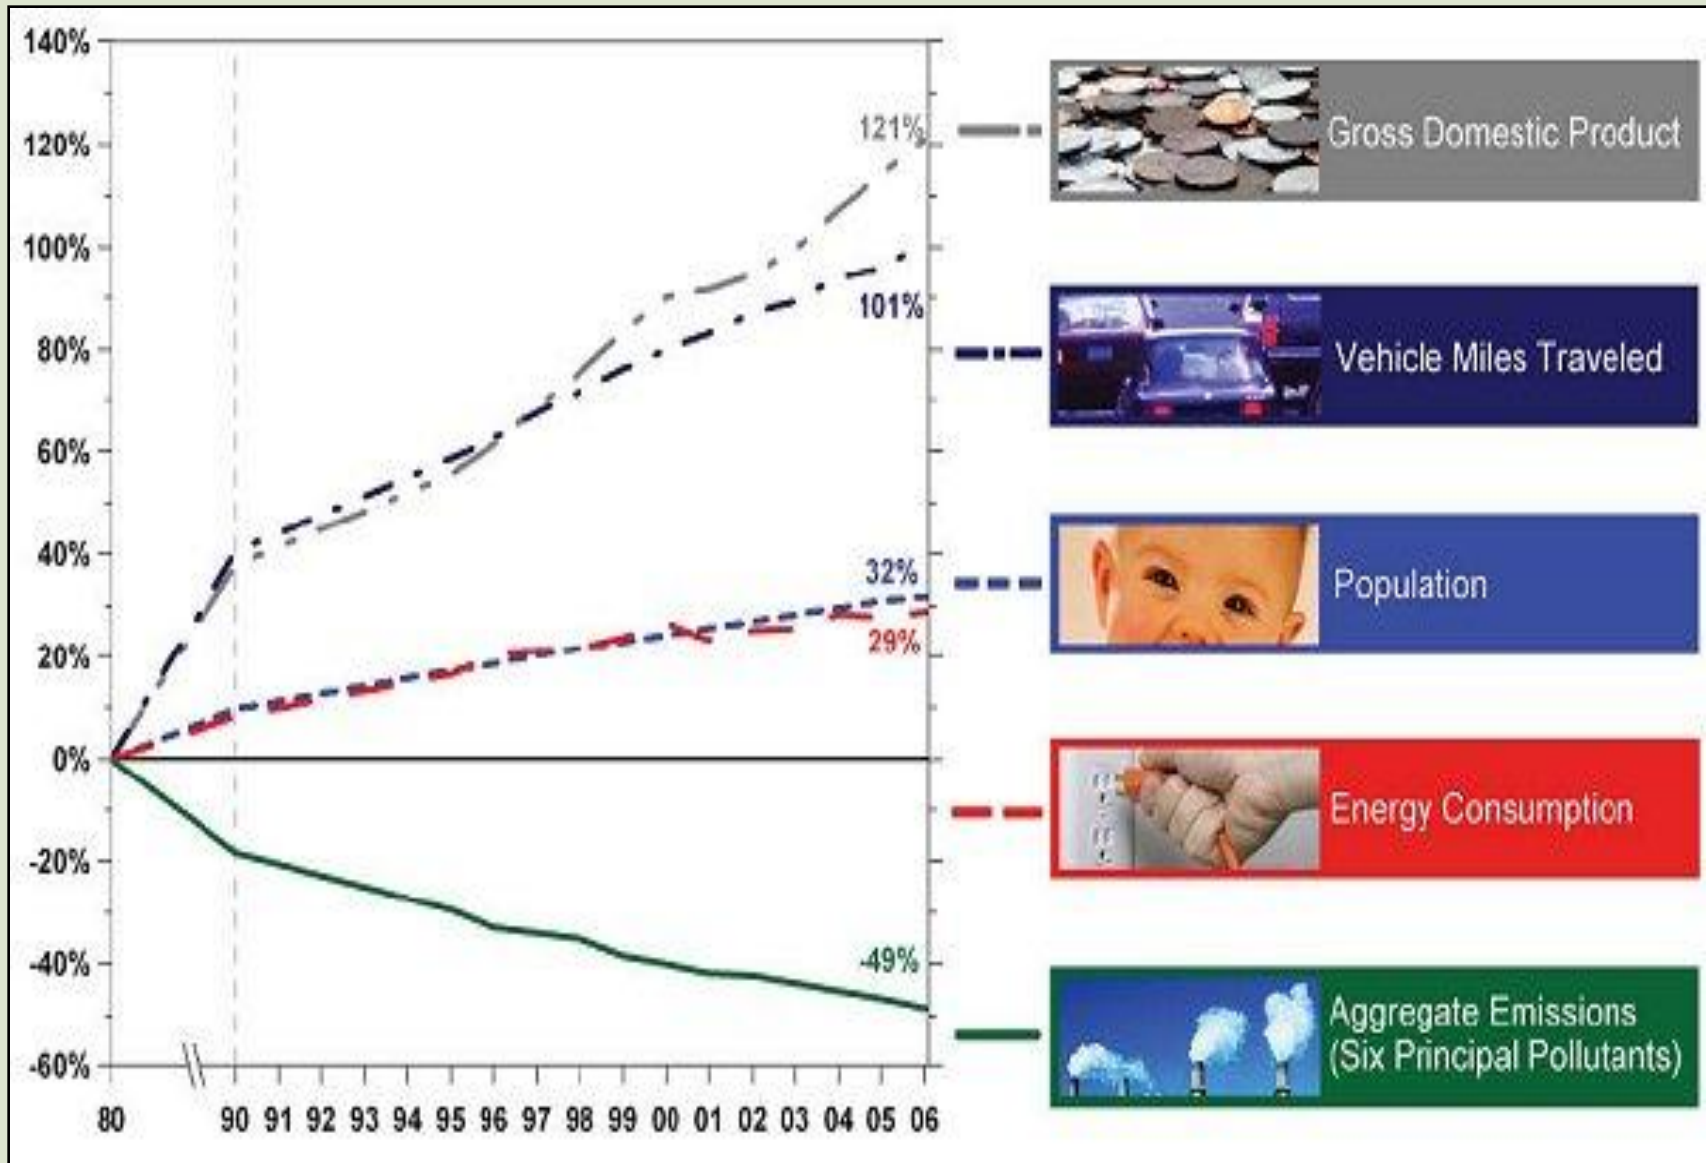 140%
120%
100%
80%
60%
40%
20%
0%
-20%
-40%
-60%
80 90 91 92 93 94 95 96 97 98 99 00 01 02 03 04 05 06
121%
101%
32%
29%
-49%
Gross Domestic Product
Vehicle Miles Traveled
Population
Energy Consumption
Aggregate Emissions
(Six Principal Pollutants)